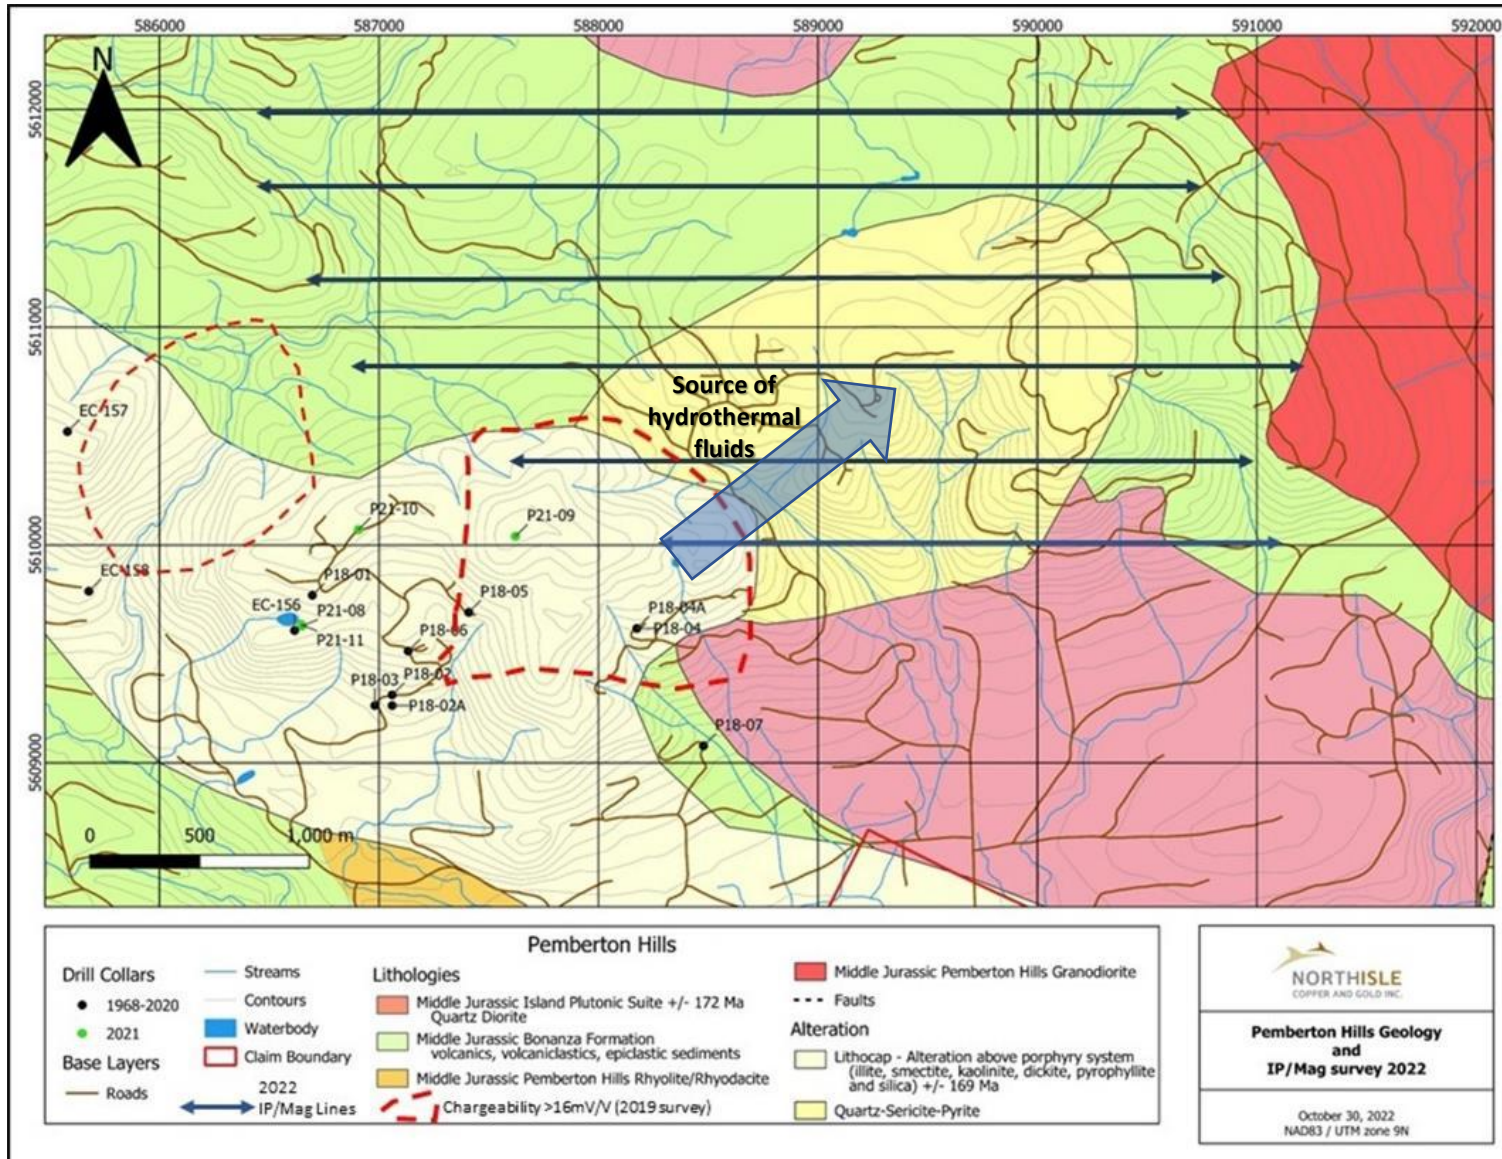 586000 587000 588000 589000 590000 591000 592000
N
5612000
5611000
5610000
5609000
Source of
hydrothermal
fluids
EC-157
EC-158
P21-10
P21-09
P18-01
EC-156
P21-08
P21-11
P18-05
P18-06
P18-04A
P18-04
P18-03
P18-02
P18-02A
P18-07
0 500 1,000 m
Pemberton Hills
Drill Collars
1968-2020
2021
Base Layers
Roads
Streams
Contours
Waterbody
Claim Boundary
2022
IP/Mag Lines
Lithologies
Middle Jurassic Island Plutonic Suite +/- 172 Ma
Quartz Diorite
Middle Jurassic Bonanza Formation
volcanics, volcaniclastics, epiclastic sediments
Middle Jurassic Pemberton Hills Rhyolite/Rhyodacite
Chargeability >16mV/V (2019 survey)
Middle Jurassic Pemberton Hills Granodiorite
Faults
Alteration
Lithocap - Alteration above porphyry system
(illite, smectite, kaolinite, dickite, pyrophyllite
and silica) +/- 169 Ma
Quartz-Sericite-Pyrite
NORTHISLE
COPPER AND GOLD INC.
Pemberton Hills Geology
and
IP/Mag survey 2022
October 30, 2022
NAD83 / UTM zone 9N